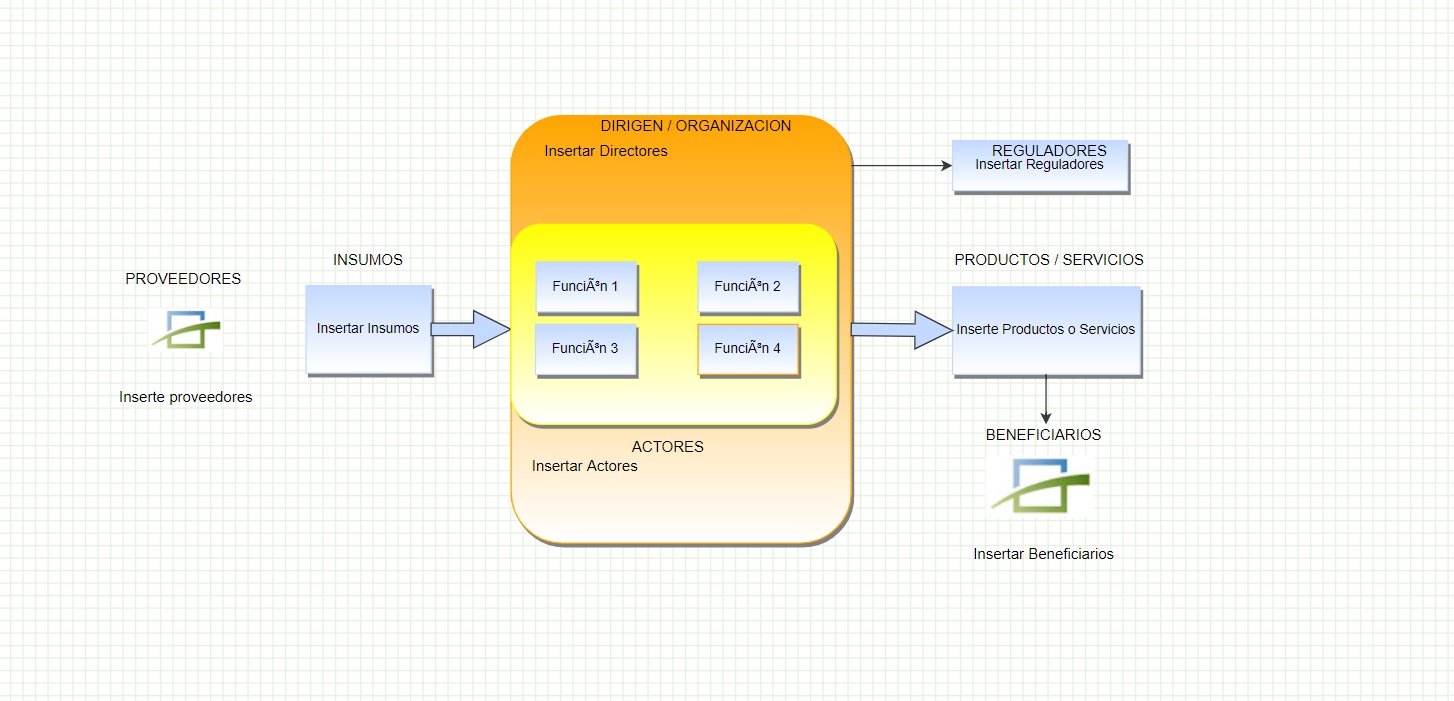 DIRIGEN / ORGANIZACION
Insertar Directores
REGULADORES
Insertar Reguladores
PROVEEDORES
Inserte proveedores
INSUMOS
Insertar Insumos
FunciÃ³n 1
FunciÃ³n 2
FunciÃ³n 3
FunciÃ³n 4
ACTORES
Insertar Actores
PRODUCTOS / SERVICIOS
Inserte Productos o Servicios
BENEFICIARIOS
Insertar Beneficiarios